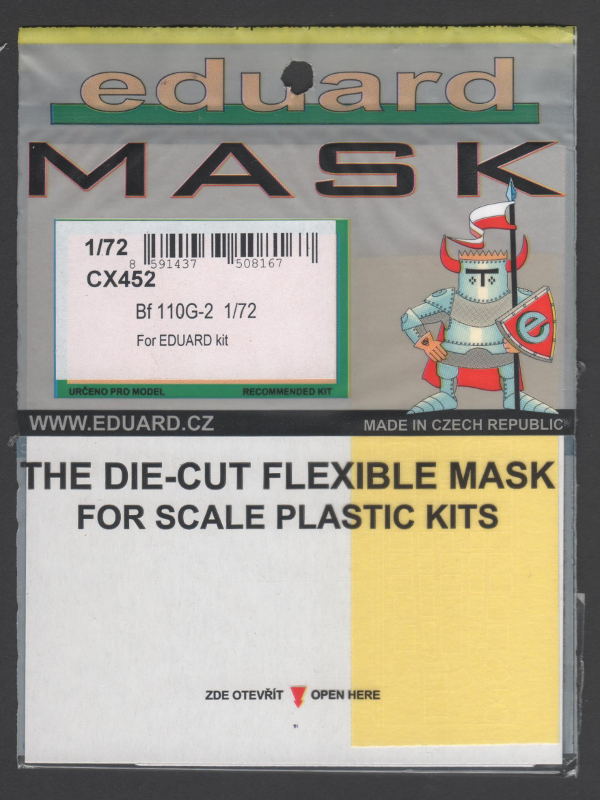 eduard
MASK
1/72
8 591437 508167
CX452
Bf 110G-2 1/72
For EDUARD kit
URČENO PRO MODEL
RECOMMENDED KIT
e
WWW.EDUARD.CZ
MADE IN CZECH REPUBLIC
THE DIE-CUT FLEXIBLE MASK
FOR SCALE PLASTIC KITS
ZDE OTEVŘÍT OPEN HERE